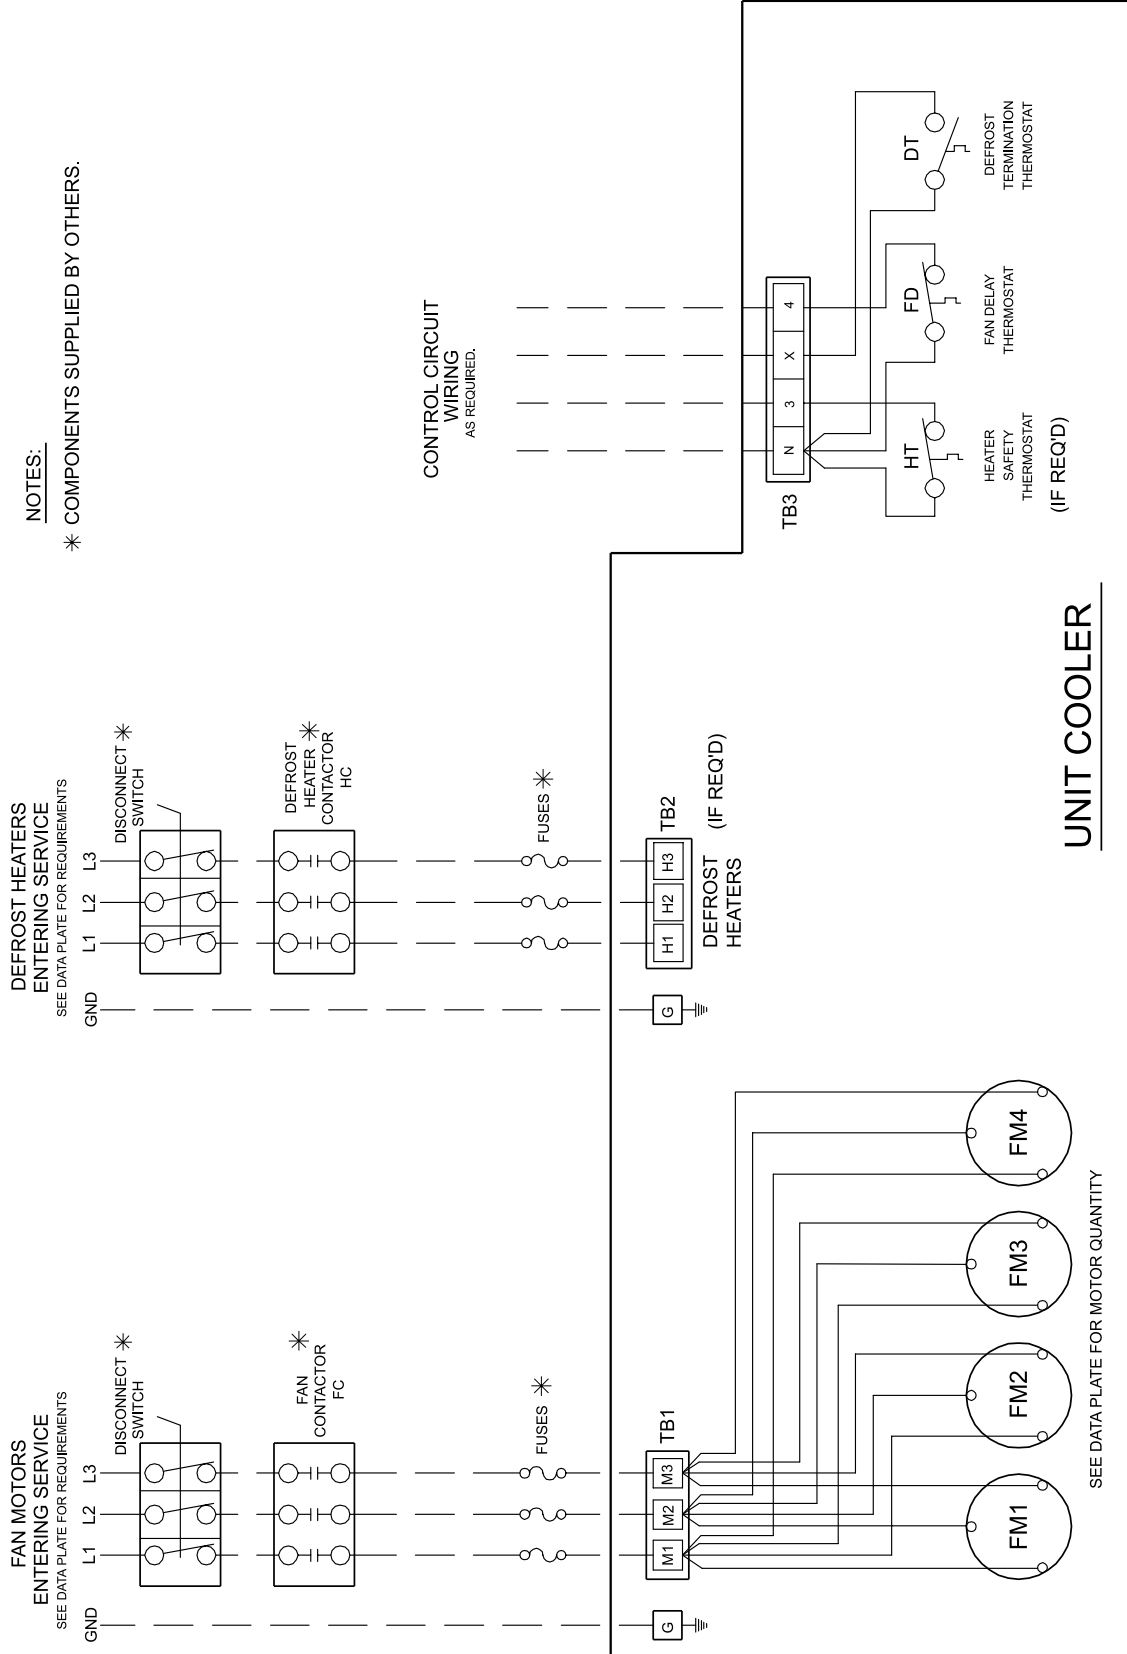 FAN MOTORS
ENTERING SERVICE
SEE DATA PLATE FOR REQUIREMENTS
GND
L1
L2
L3
DISCONNECT *
SWITCH
*
FAN
CONTACTOR
FC
FUSES *
G
M1
M2
M3
TB1
FM1
FM2
FM3
FM4
SEE DATA PLATE FOR MOTOR QUANTITY
DEFROST HEATERS
ENTERING SERVICE
SEE DATA PLATE FOR REQUIREMENTS
GND
L1
L2
L3
DISCONNECT *
SWITCH
DEFROST
HEATER *
CONTACTOR
HC
FUSES *
G
H1
H2
H3
TB2
(IF REQ'D)
DEFROST
HEATERS
UNIT COOLER
NOTES:
* COMPONENTS SUPPLIED BY OTHERS.
CONTROL CIRCUIT
WIRING
AS REQUIRED.
TB3
N
3
X
4
HT
FD
DT
HEATER
SAFETY
THERMOSTAT
(IF REQ'D)
FAN DELAY
THERMOSTAT
DEFROST
TERMINATION
THERMOSTAT